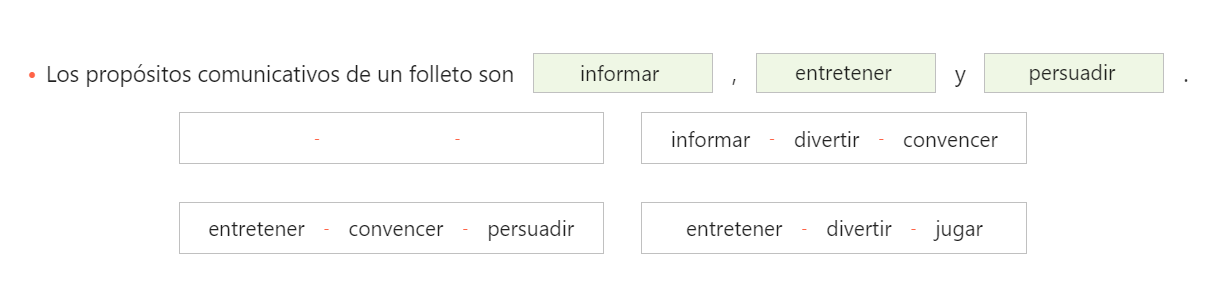 • Los propósitos comunicativos de un folleto son informar , entretener y persuadir .
- -
informar - divertir - convencer
entretener - convencer - persuadir
entretener - divertir - jugar